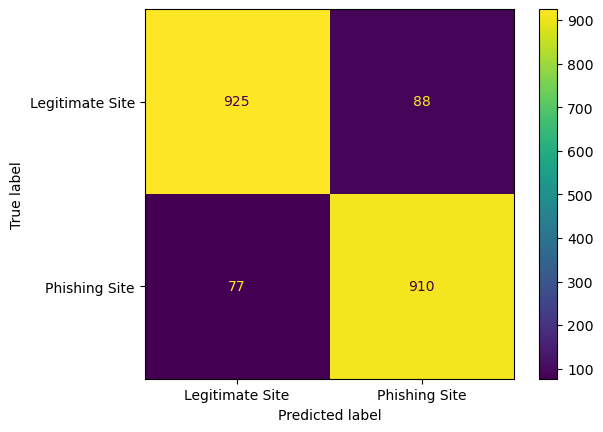 Legitimate Site
925
88
Phishing Site
77
910
True label
Legitimate Site
Phishing Site
Predicted label
900
800
700
600
500
400
300
200
100